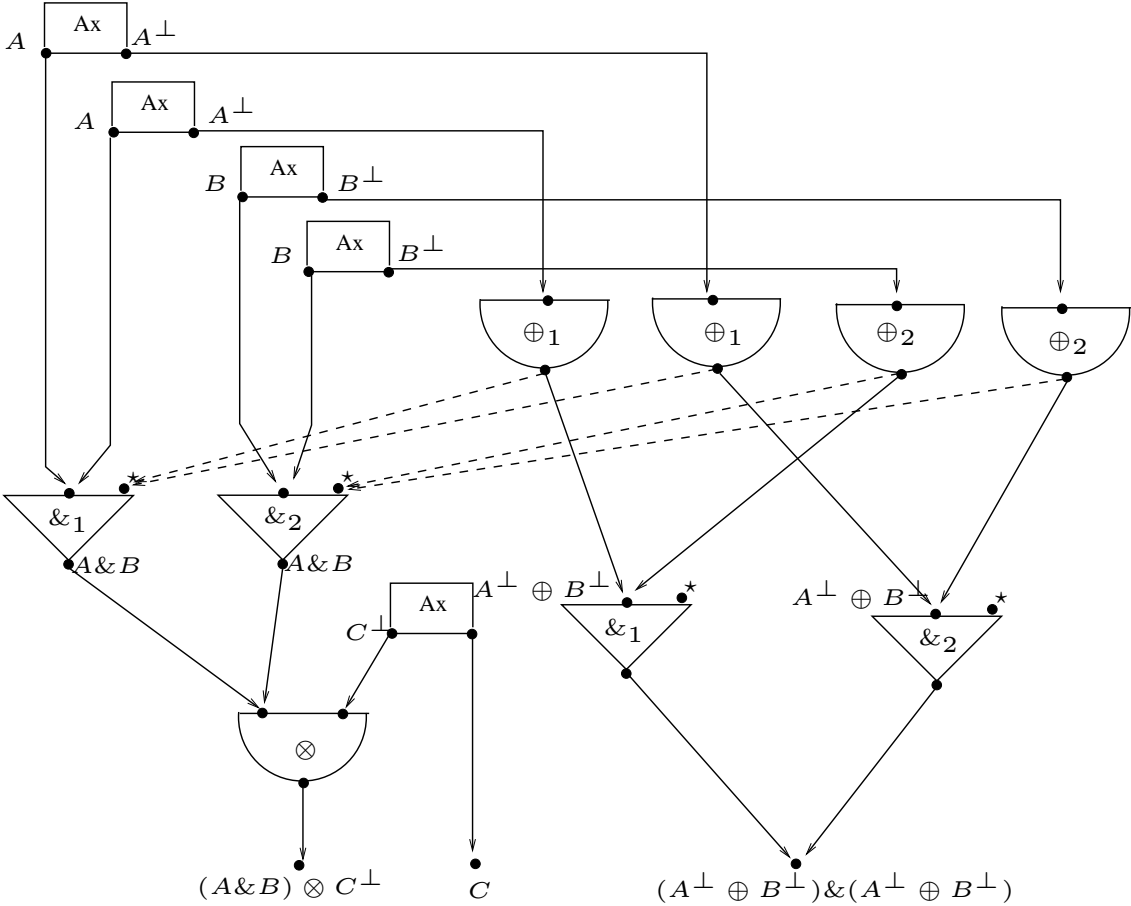 Ax
A A⊥
Ax
A A⊥
Ax
B B⊥
Ax
B B⊥
⊕1 ⊕1 ⊕2 ⊕2
⋆ ⋆
&1 &2
A&B A&B
Ax A⊥ ⊕ B⊥ ⋆ A⊥ ⊕ B⊥ ⋆
C⊥ &1 &2
⊗
(A&B) ⊗ C⊥ C (A⊥ ⊕ B⊥)&(A⊥ ⊕ B⊥)